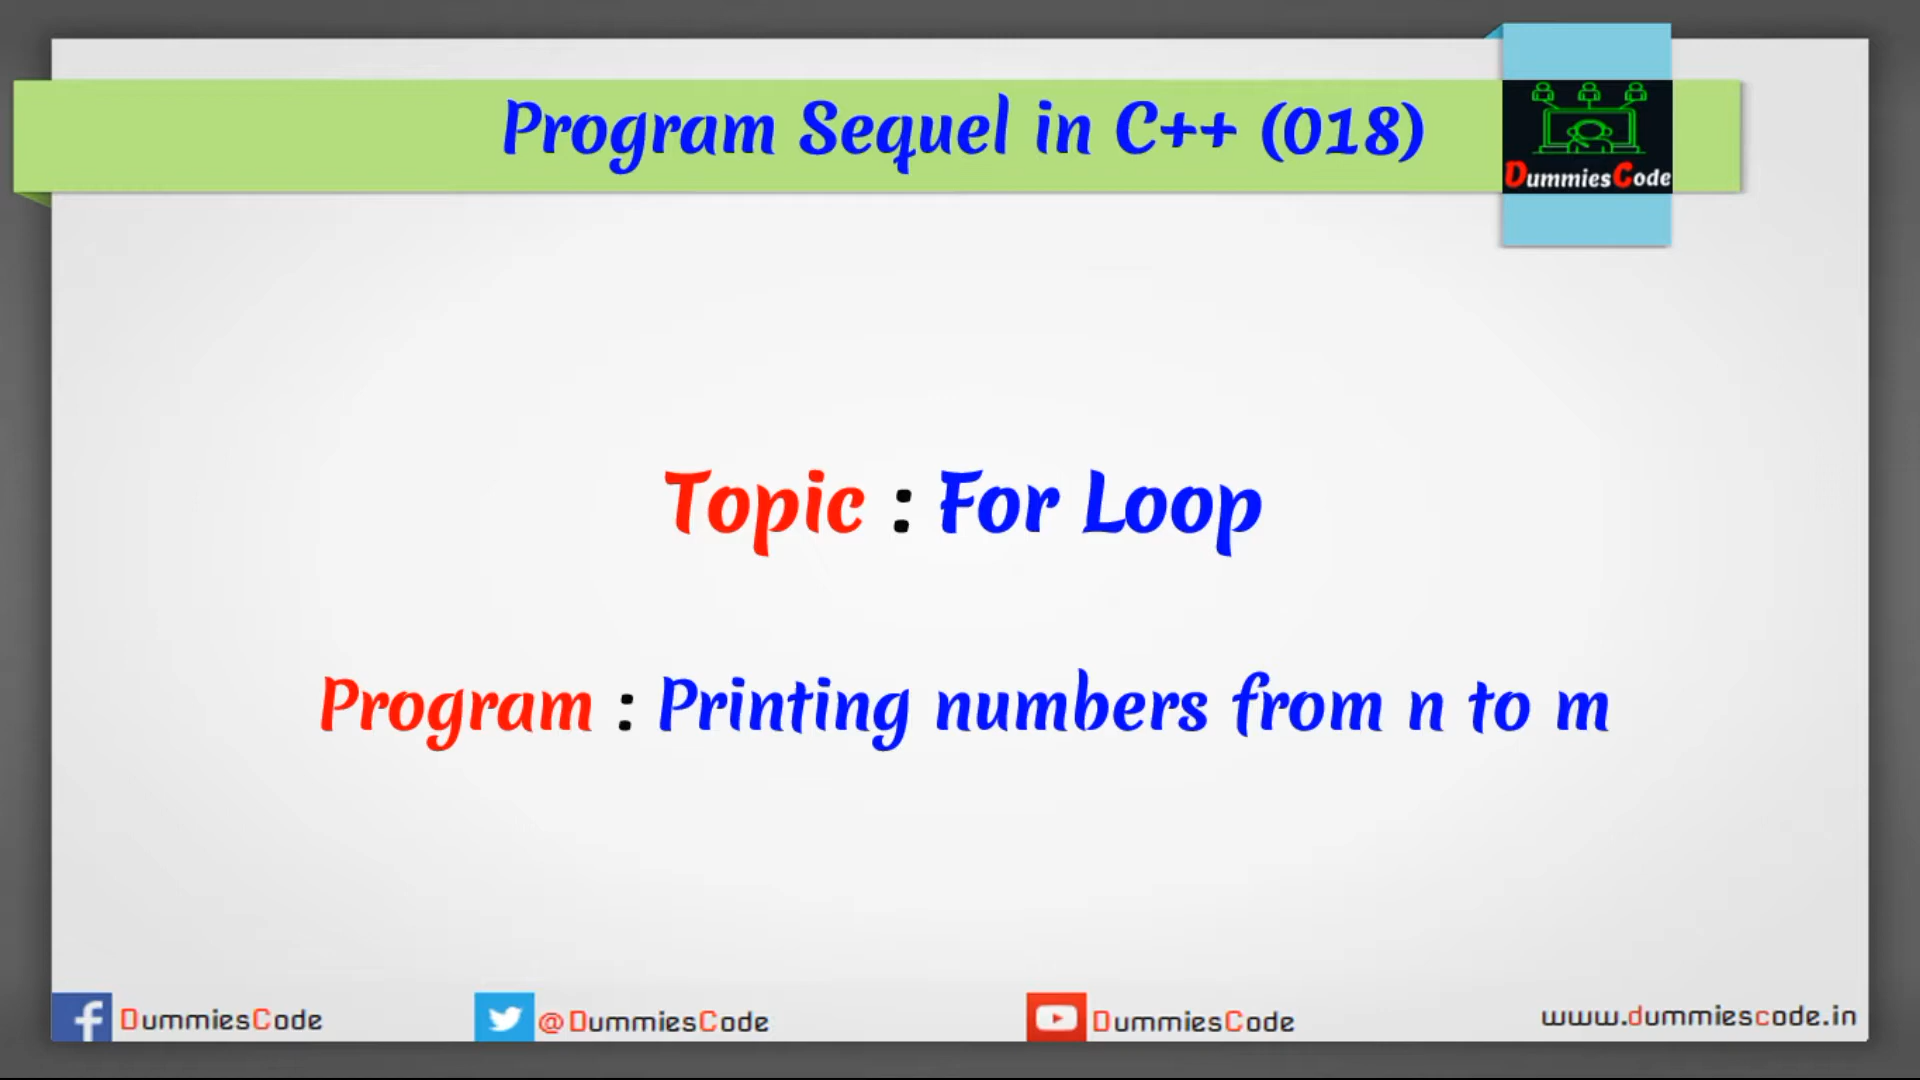 Program Sequel in C++ (018)
DummiesCode
Topic : For Loop
Program : Printing numbers from n to m
DummiesCode
@DummiesCode
DummiesCode
www.dummiescode.in